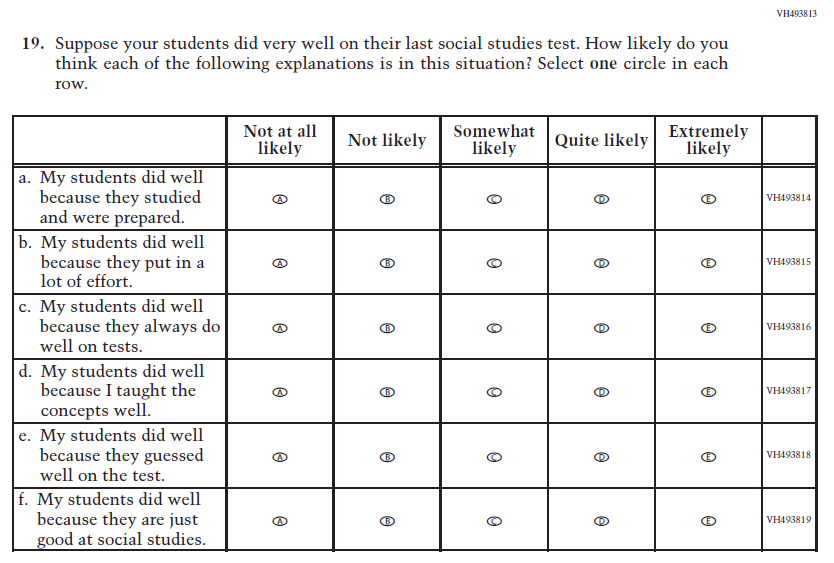 VH493813
19. Suppose your students did very well on their last social studies test. How likely do you
think each of the following explanations is in this situation? Select one circle in each
row.
Not at all
likely
Not likely
Somewhat
likely
Quite likely
Extremely
likely
a. My students did well
because they studied
and were prepared.
A B C D E VH493814
b. My students did well
because they put in a
lot of effort.
A B C D E VH493815
c. My students did well
because they always do
well on tests.
A B C D E VH493816
d. My students did well
because I taught the
concepts well.
A B C D E VH493817
e. My students did well
because they guessed
well on the test.
A B C D E VH493818
f. My students did well
because they are just
good at social studies.
A B C D E VH493819